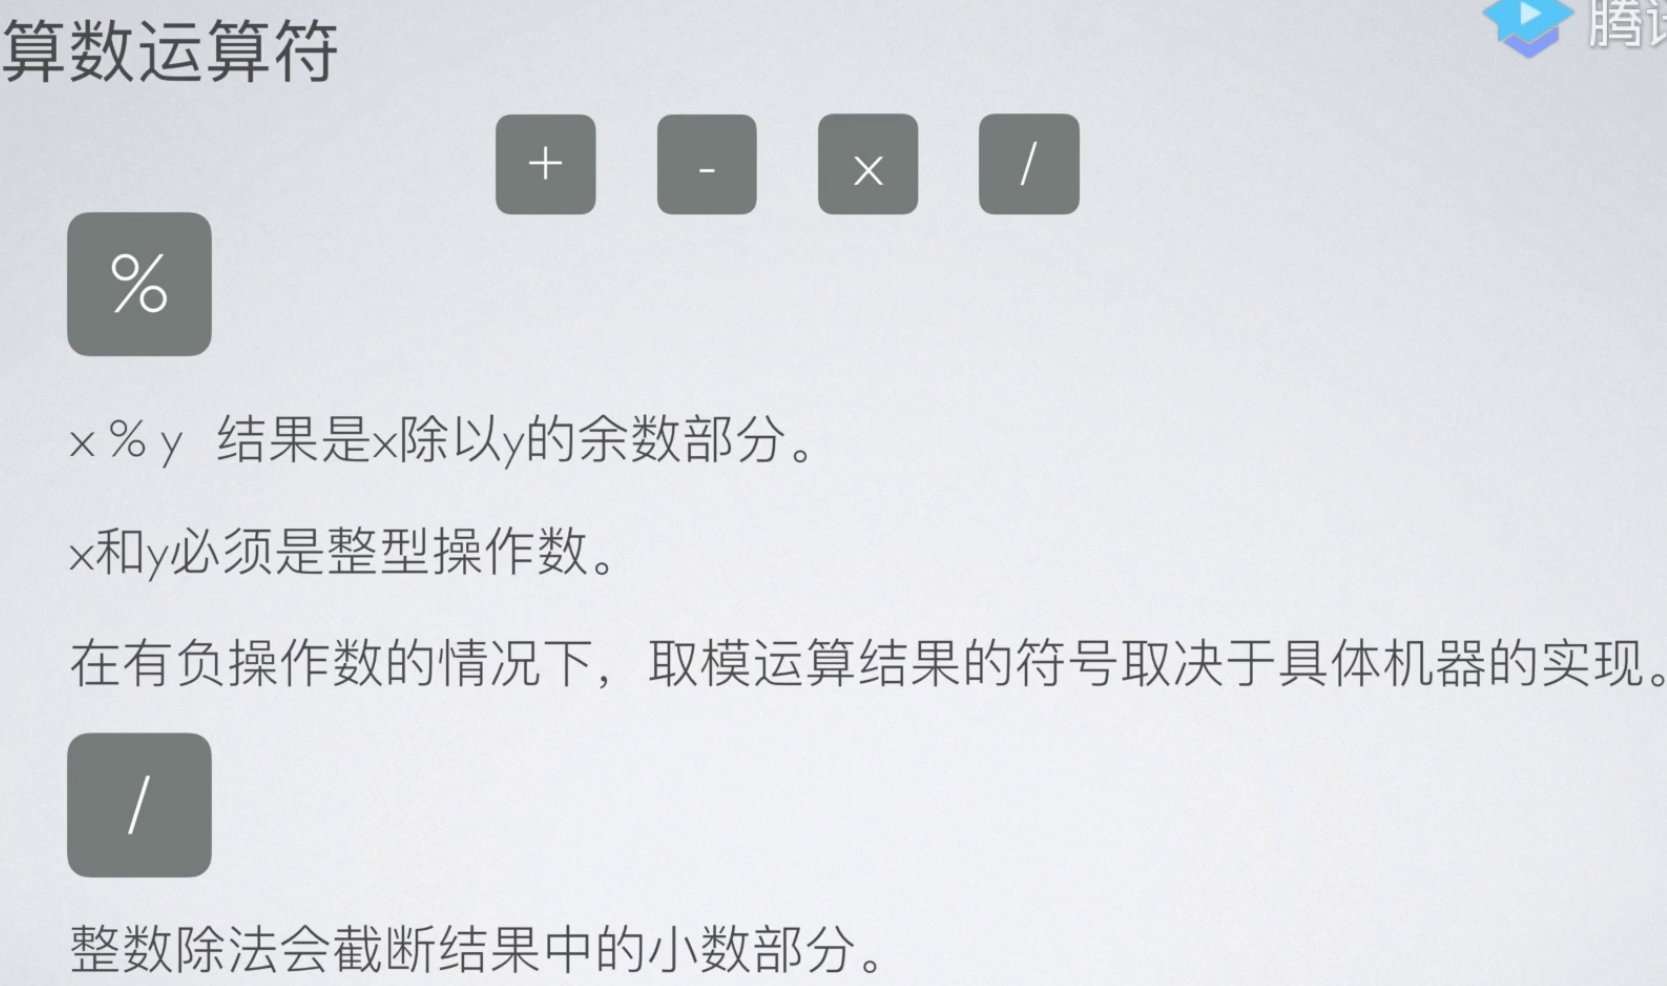 算数运算符
腾讯
+ - x /
%
x % y 结果是x除以y的余数部分。
x和y必须是整型操作数。
在有负操作数的情况下，取模运算结果的符号取决于具体机器的实现。
/
整数除法会截断结果中的小数部分。